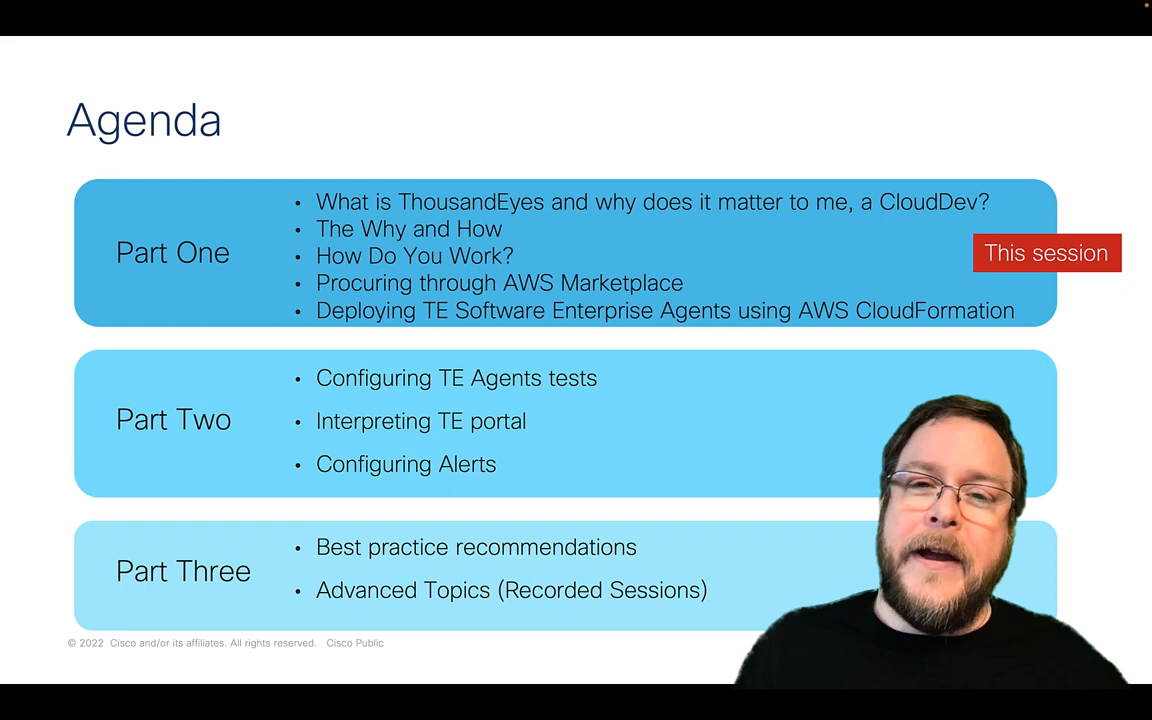 Agenda
Part One
• What is ThousandEyes and why does it matter to me, a CloudDev?
• The Why and How
• How Do You Work?
• Procuring through AWS Marketplace
• Deploying TE Software Enterprise Agents using AWS CloudFormation
This session
Part Two
• Configuring TE Agents tests
• Interpreting TE portal
• Configuring Alerts
Part Three
• Best practice recommendations
• Advanced Topics (Recorded Sessions)
© 2022 Cisco and/or its affiliates. All rights reserved. Cisco Public